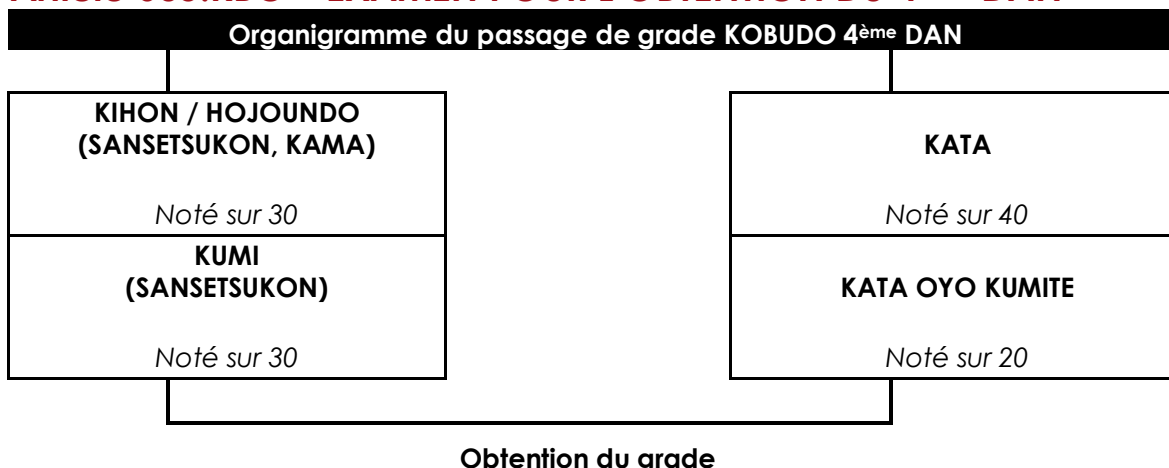 Organigramme du passage de grade KOBUDO 4ème DAN
KIHON / HOJOUNDO
(SANSETSUKON, KAMA)
Noté sur 30
KUMI
(SANSETSUKON)
Noté sur 30
KATA
Noté sur 40
KATA OYO KUMITE
Noté sur 20
Obtention du grade